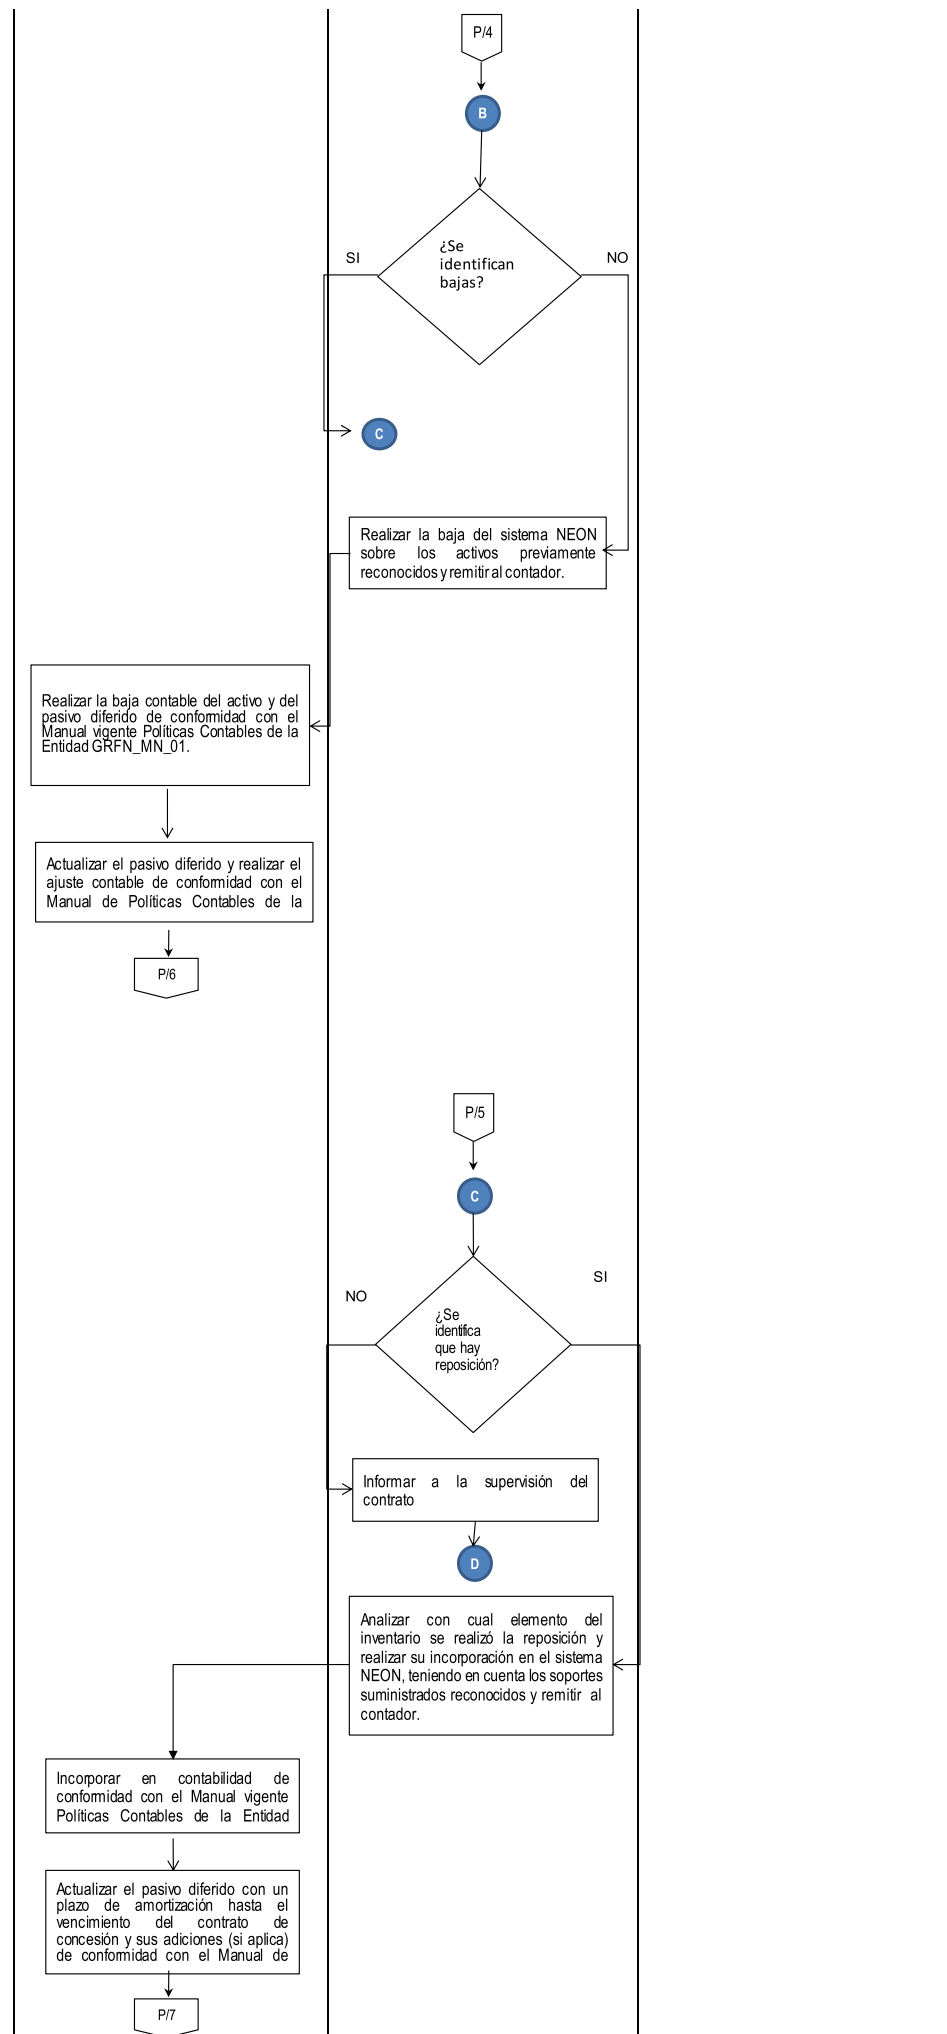 P/4
B
¿Se
identifican
bajas?
SI
NO
C
Realizar la baja del sistema NEON
sobre los activos previamente
reconocidos y remitir al contador.
Realizar la baja contable del activo y del
pasivo diferido de conformidad con el
Manual vigente Políticas Contables de la
Entidad GRFN_MN_01.
Actualizar el pasivo diferido y realizar el
ajuste contable de conformidad con el
Manual de Políticas Contables de la
P/6
P/5
C
SI
NO
¿Se
identifica
que hay
reposición?
Informar a la supervisión del
contrato
D
Analizar con cual elemento del
inventario se realizó la reposición y
realizar su incorporación en el sistema
NEON, teniendo en cuenta los soportes
suministrados reconocidos y remitir al
contador.
Incorporar en contabilidad de
conformidad con el Manual vigente
Políticas Contables de la Entidad
Actualizar el pasivo diferido con un
plazo de amortización hasta el
vencimiento del contrato de
concesión y sus adiciones (si aplica)
de conformidad con el Manual de
P/7